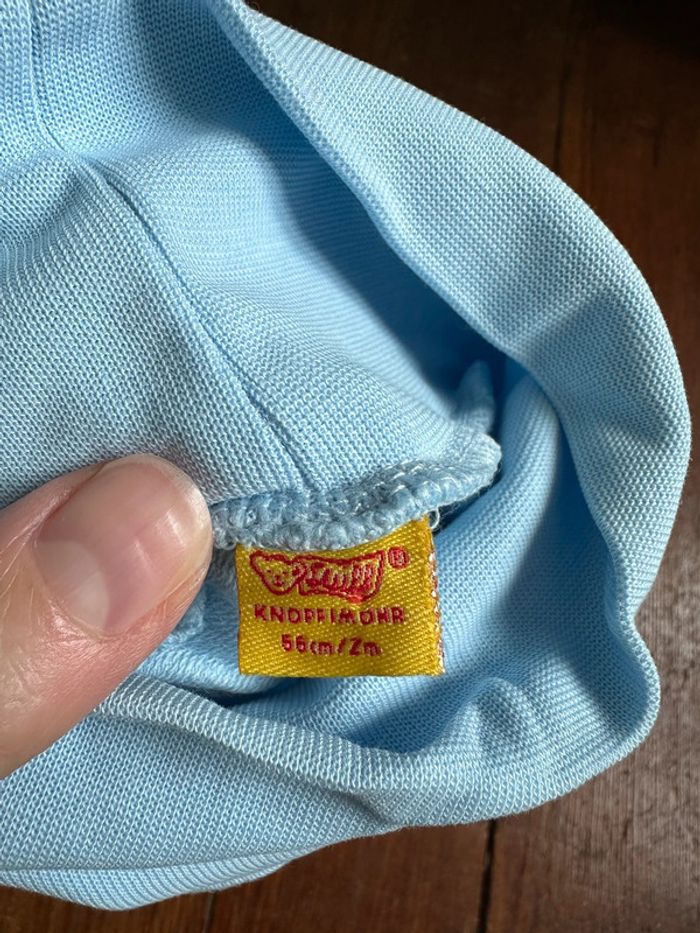 Steiff ®
KNOPF IM OHR
56cm/2m